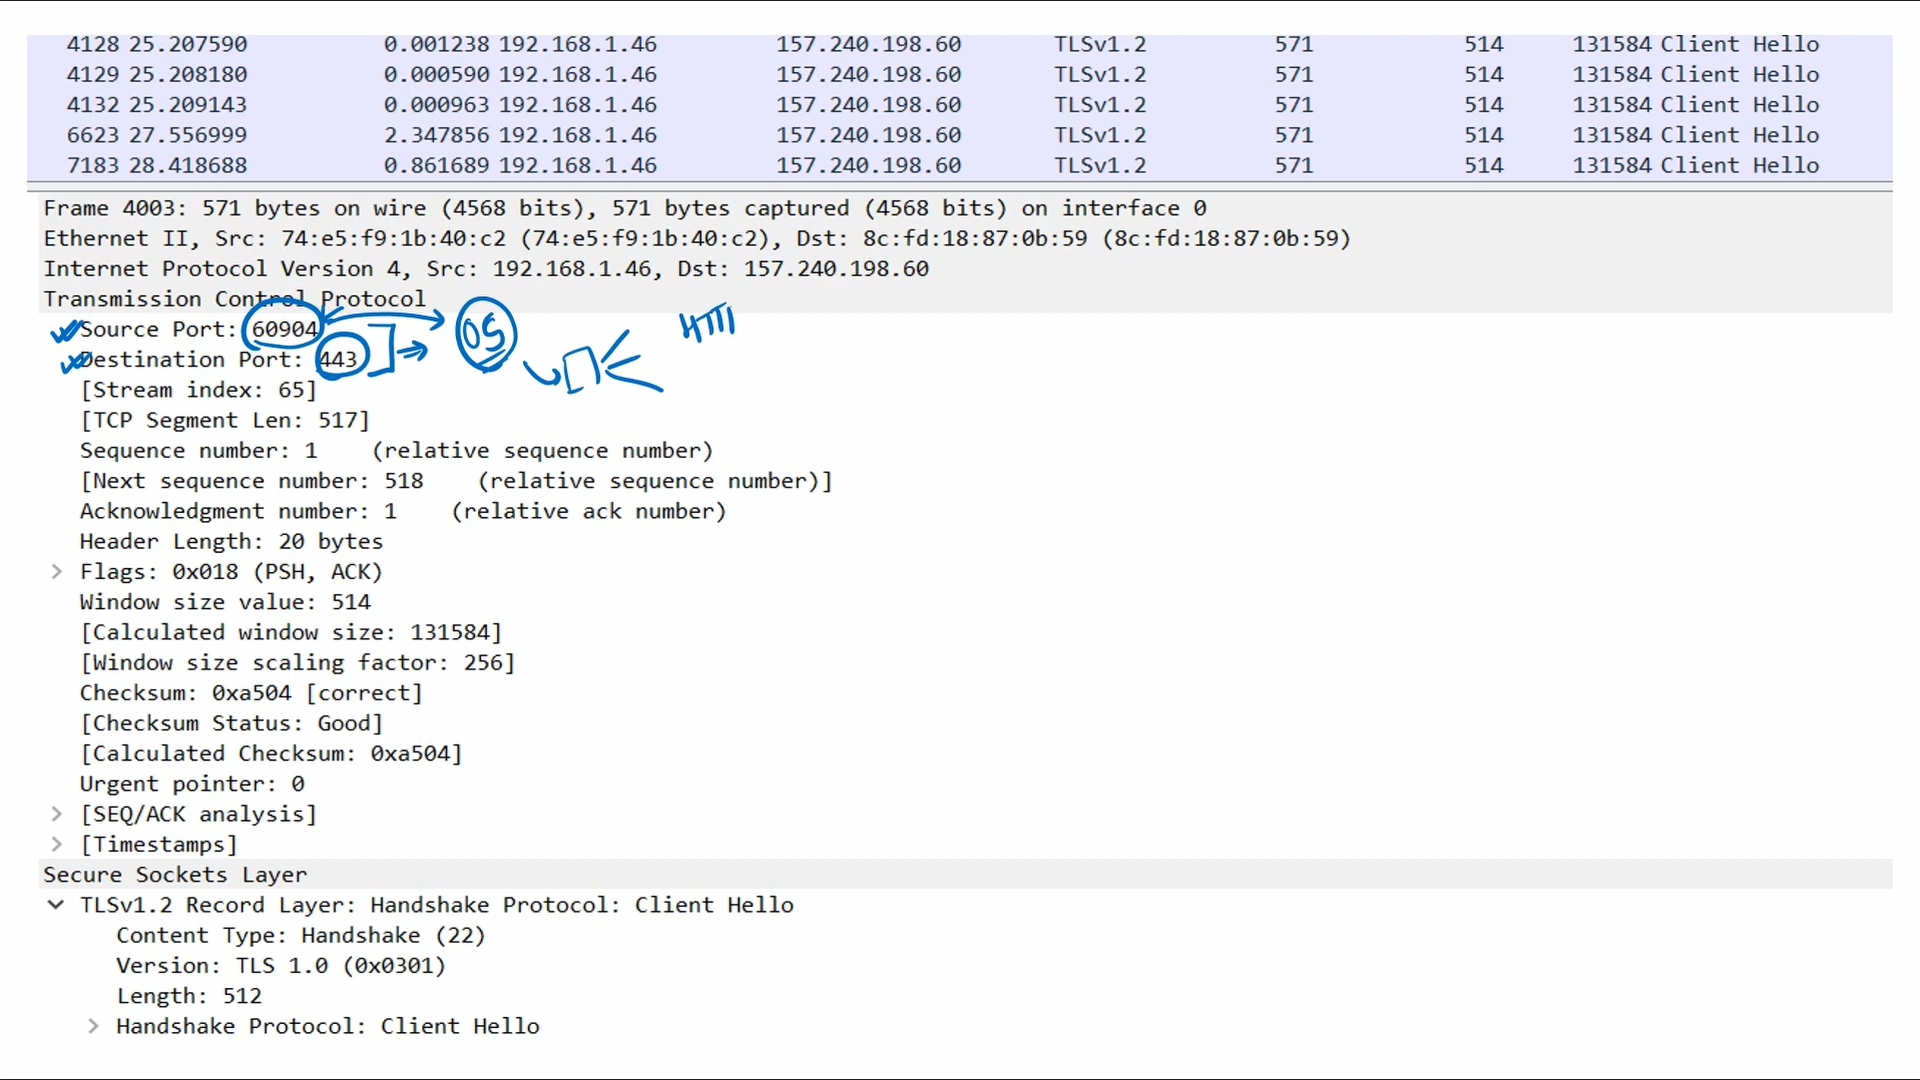 4128 25.207590 0.001238 192.168.1.46 157.240.198.60 TLSv1.2 571 514 131584 Client Hello
4129 25.208180 0.000590 192.168.1.46 157.240.198.60 TLSv1.2 571 514 131584 Client Hello
4132 25.209143 0.000963 192.168.1.46 157.240.198.60 TLSv1.2 571 514 131584 Client Hello
6623 27.556999 2.347856 192.168.1.46 157.240.198.60 TLSv1.2 571 514 131584 Client Hello
7183 28.418688 0.861689 192.168.1.46 157.240.198.60 TLSv1.2 571 514 131584 Client Hello
Frame 4003: 571 bytes on wire (4568 bits), 571 bytes captured (4568 bits) on interface 0
Ethernet II, Src: 74:e5:f9:1b:40:c2 (74:e5:f9:1b:40:c2), Dst: 8c:fd:18:87:0b:59 (8c:fd:18:87:0b:59)
Internet Protocol Version 4, Src: 192.168.1.46, Dst: 157.240.198.60
Transmission Control Protocol
Source Port: 60904 OS
Destination Port: 443
[Stream index: 65]
[TCP Segment Len: 517]
Sequence number: 1 (relative sequence number)
[Next sequence number: 518 (relative sequence number)]
Acknowledgment number: 1 (relative ack number)
Header Length: 20 bytes
> Flags: 0x018 (PSH, ACK)
Window size value: 514
[Calculated window size: 131584]
[Window size scaling factor: 256]
Checksum: 0xa504 [correct]
[Checksum Status: Good]
[Calculated Checksum: 0xa504]
Urgent pointer: 0
> [SEQ/ACK analysis]
> [Timestamps]
Secure Sockets Layer
TLSv1.2 Record Layer: Handshake Protocol: Client Hello
Content Type: Handshake (22)
Version: TLS 1.0 (0x0301)
Length: 512
> Handshake Protocol: Client Hello